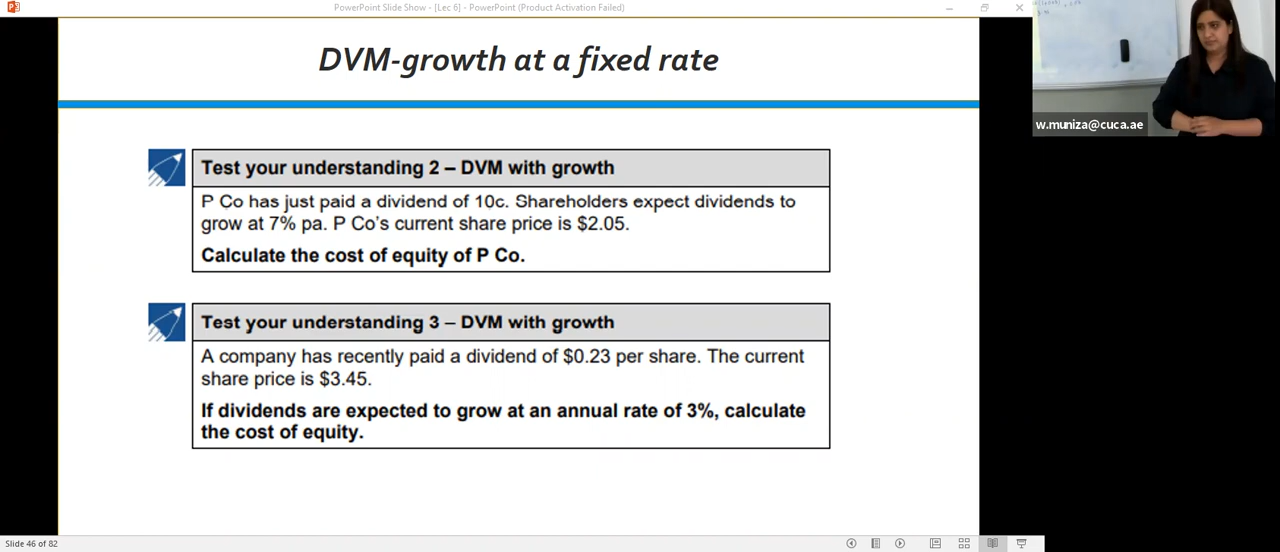 PowerPoint Slide Show - [Lec 6] - PowerPoint (Product Activation Failed)
DVM-growth at a fixed rate
w.muniza@cuca.ae
Test your understanding 2 – DVM with growth
P Co has just paid a dividend of 10c. Shareholders expect dividends to
grow at 7% pa. P Co's current share price is $2.05.
Calculate the cost of equity of P Co.
Test your understanding 3 – DVM with growth
A company has recently paid a dividend of $0.23 per share. The current
share price is $3.45.
If dividends are expected to grow at an annual rate of 3%, calculate
the cost of equity.
Slide 46 of 82